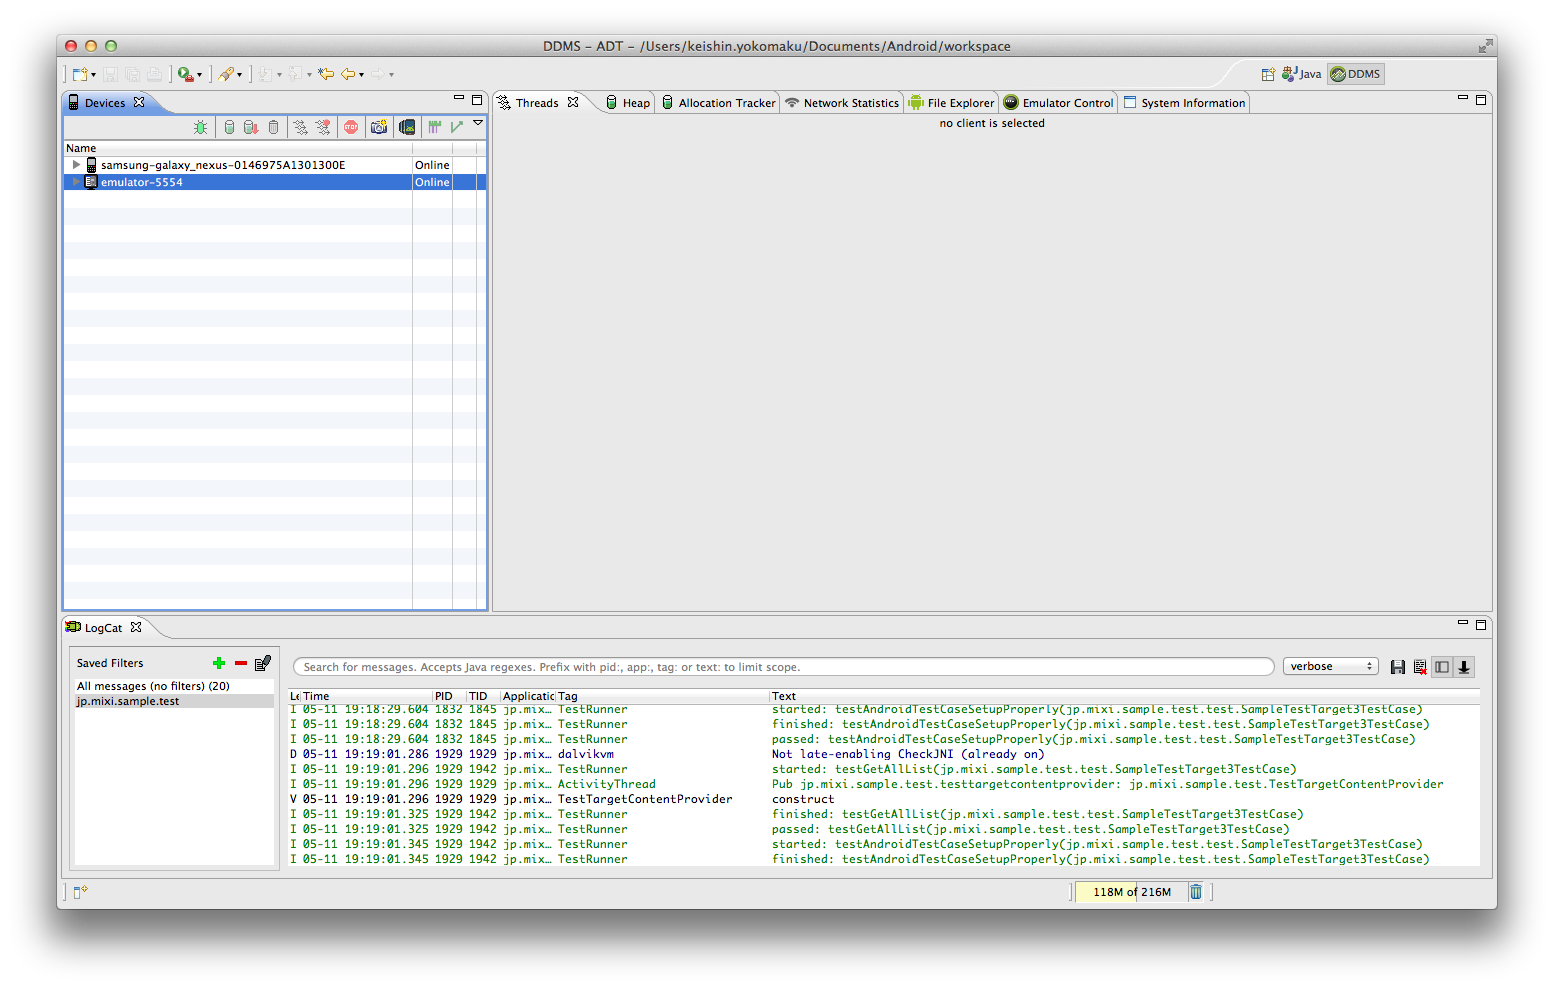 DDMS – ADT – /Users/keishin.yokomaku/Documents/Android/workspace
Java DDMS
Devices
Threads Heap Allocation Tracker Network Statistics File Explorer Emulator Control System Information
no client is selected
STOP
Name
samsung-galaxy_nexus-0146975A1301300E Online
emulator-5554 Online
LogCat
Saved Filters
Search for messages. Accepts Java regexes. Prefix with pid:, app:, tag: or text: to limit scope.
verbose
All messages (no filters) (20)
jp.mixi.sample.test
Le Time PID TID Applicatic Tag Text
I 05-11 19:18:29.604 1832 1845 jp.mix... TestRunner started: testAndroidTestCaseSetupProperly(jp.mixi.sample.test.test.SampleTestTarget3TestCase)
I 05-11 19:18:29.604 1832 1845 jp.mix... TestRunner finished: testAndroidTestCaseSetupProperly(jp.mixi.sample.test.test.SampleTestTarget3TestCase)
I 05-11 19:18:29.604 1832 1845 jp.mix... TestRunner passed: testAndroidTestCaseSetupProperly(jp.mixi.sample.test.test.SampleTestTarget3TestCase)
D 05-11 19:19:01.286 1929 1929 jp.mix... dalvikvm Not late-enabling CheckJNI (already on)
I 05-11 19:19:01.296 1929 1942 jp.mix... TestRunner started: testGetAllList(jp.mixi.sample.test.test.SampleTestTarget3TestCase)
I 05-11 19:19:01.296 1929 1929 jp.mix... ActivityThread Pub jp.mixi.sample.test.testtargetcontentprovider: jp.mixi.sample.test.TestTargetContentProvider
V 05-11 19:19:01.296 1929 1929 jp.mix... TestTargetContentProvider construct
I 05-11 19:19:01.325 1929 1942 jp.mix... TestRunner finished: testGetAllList(jp.mixi.sample.test.test.SampleTestTarget3TestCase)
I 05-11 19:19:01.325 1929 1942 jp.mix... TestRunner passed: testGetAllList(jp.mixi.sample.test.test.SampleTestTarget3TestCase)
I 05-11 19:19:01.345 1929 1942 jp.mix... TestRunner started: testAndroidTestCaseSetupProperly(jp.mixi.sample.test.test.SampleTestTarget3TestCase)
I 05-11 19:19:01.345 1929 1942 jp.mix... TestRunner finished: testAndroidTestCaseSetupProperly(jp.mixi.sample.test.test.SampleTestTarget3TestCase)
118M of 216M